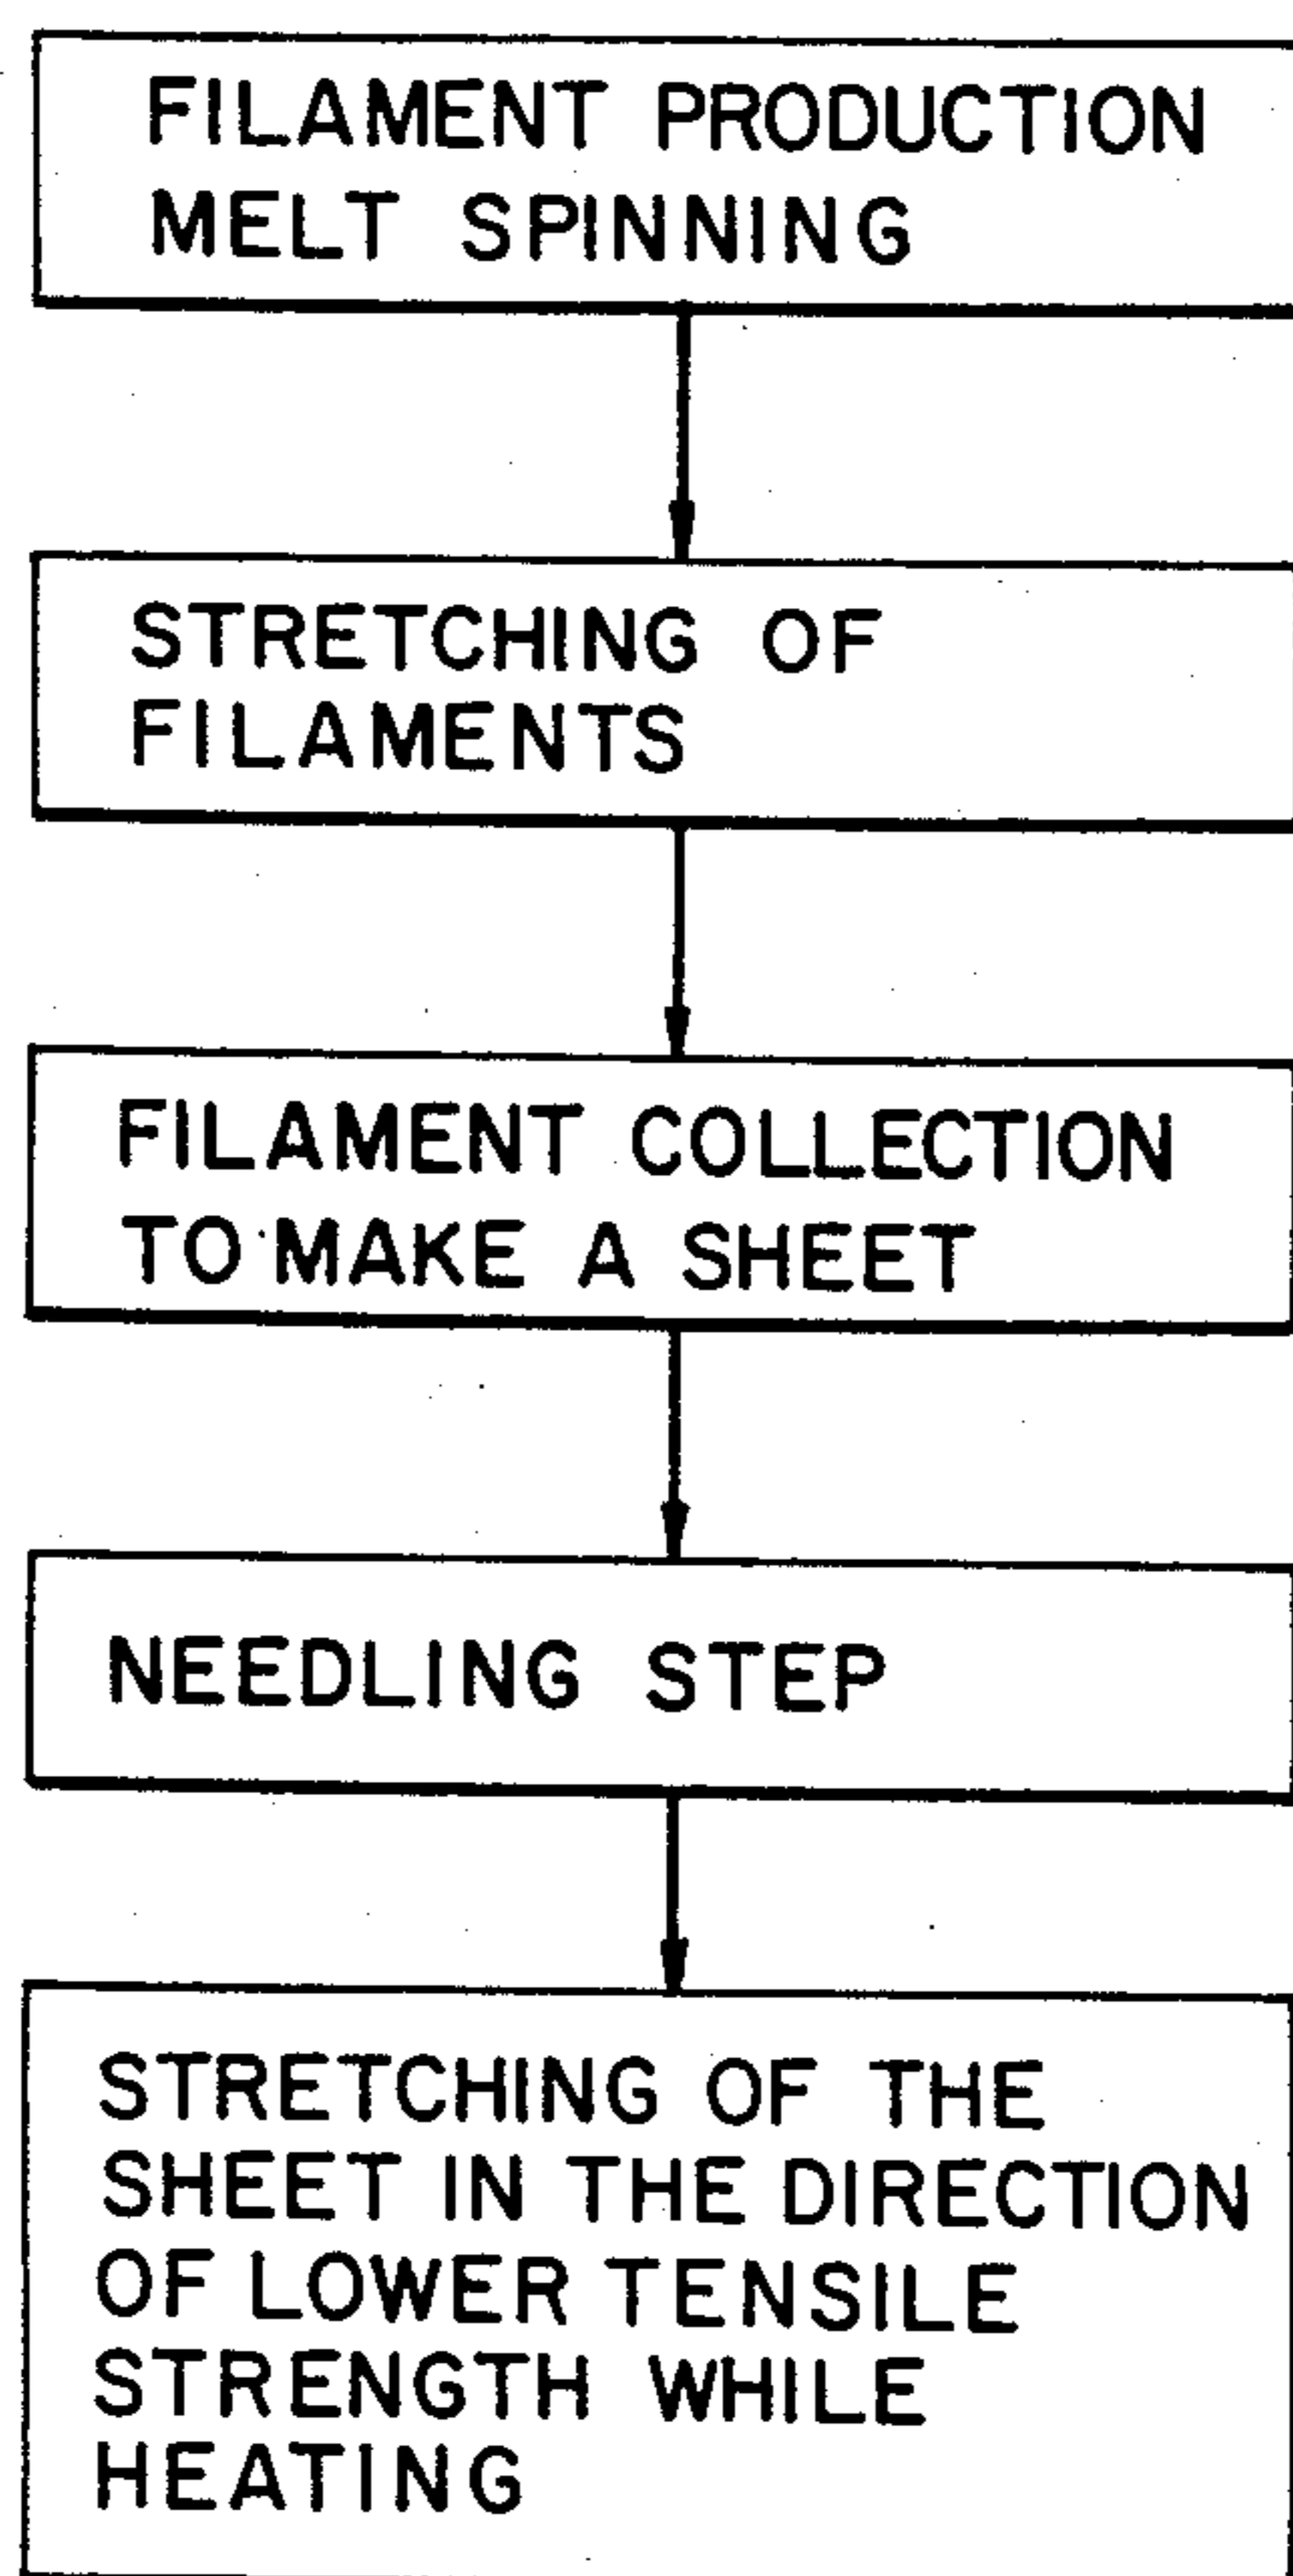 FILAMENT PRODUCTION
MELT SPINNING
STRETCHING OF
FILAMENTS
FILAMENT COLLECTION
TO MAKE A SHEET
NEEDLING STEP
STRETCHING OF THE
SHEET IN THE DIRECTION
OF LOWER TENSILE
STRENGTH WHILE
HEATING